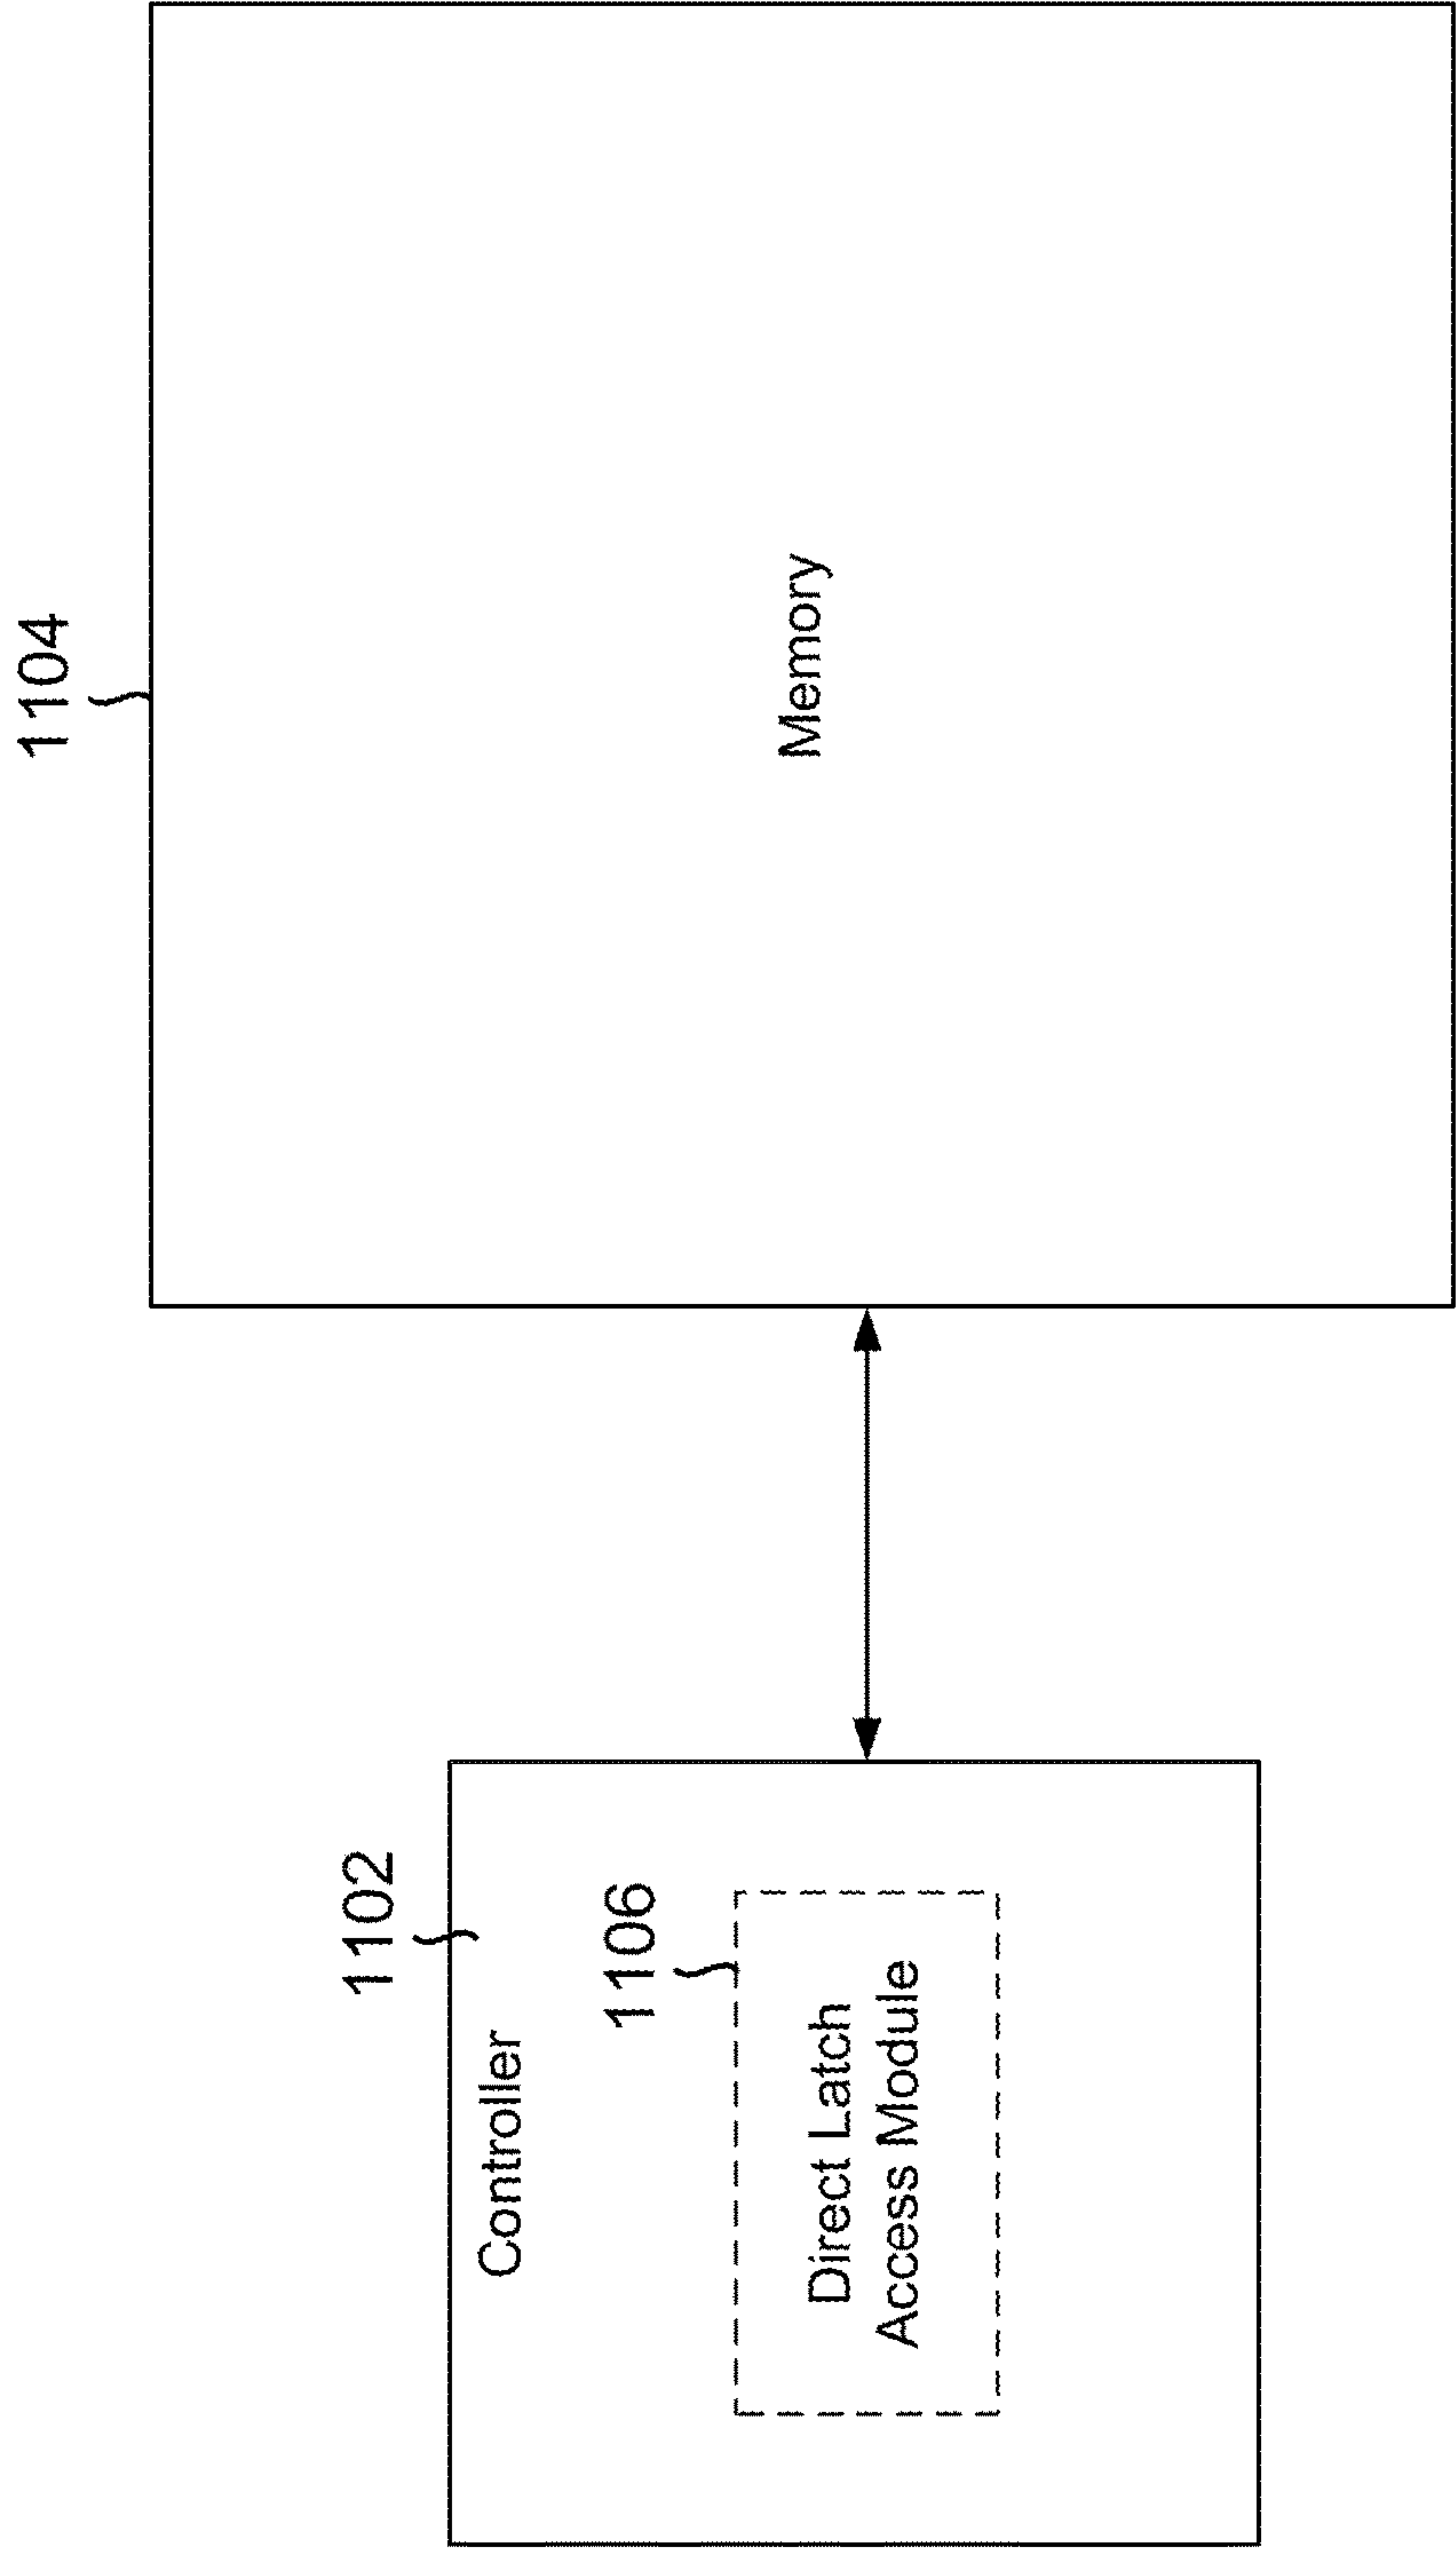 1104
Memory
1102
Controller
1106
Direct Latch
Access Module